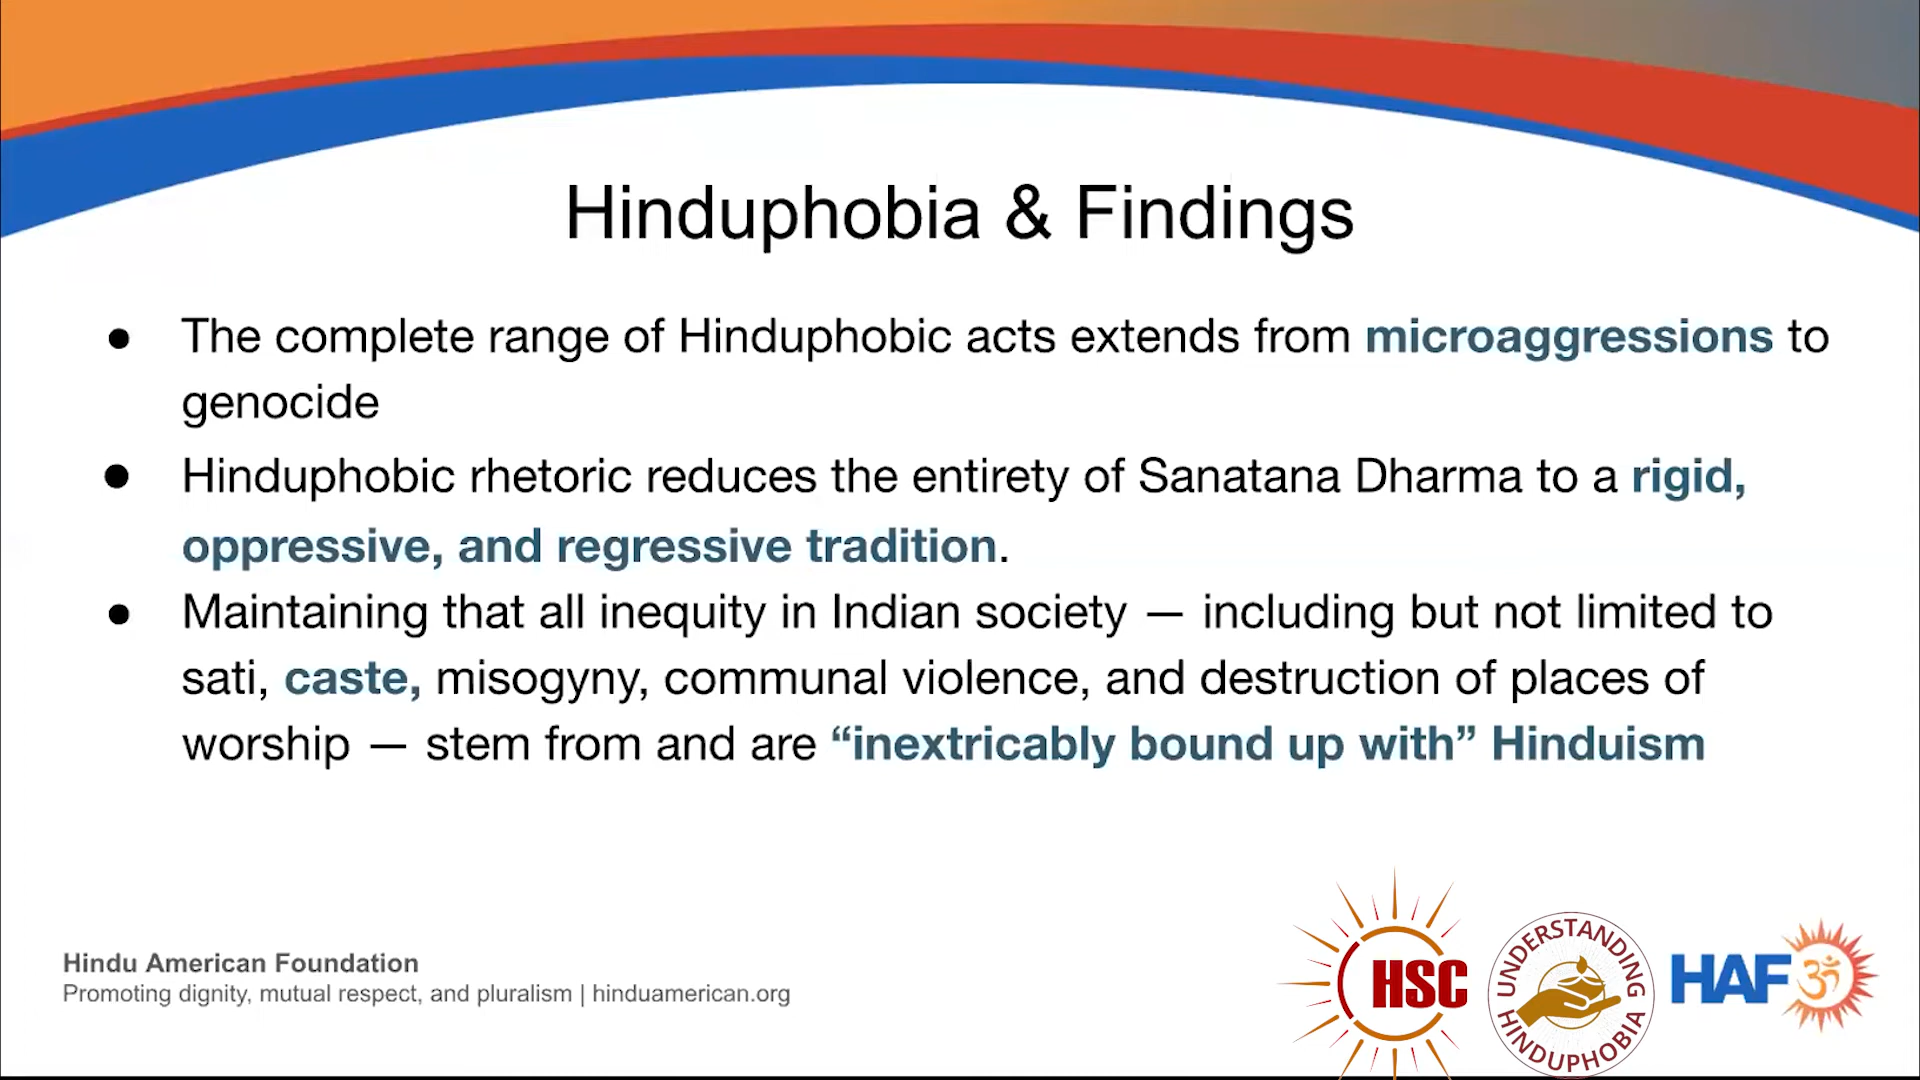 Hinduphobia & Findings
● The complete range of Hinduphobic acts extends from microaggressions to
genocide
● Hinduphobic rhetoric reduces the entirety of Sanatana Dharma to a rigid,
oppressive, and regressive tradition.
● Maintaining that all inequity in Indian society — including but not limited to
sati, caste, misogyny, communal violence, and destruction of places of
worship — stem from and are “inextricably bound up with” Hinduism
Hindu American Foundation
Promoting dignity, mutual respect, and pluralism | hinduamerican.org
HSC
UNDERSTANDING
HINDUPHOBIA
HAF
ॐ